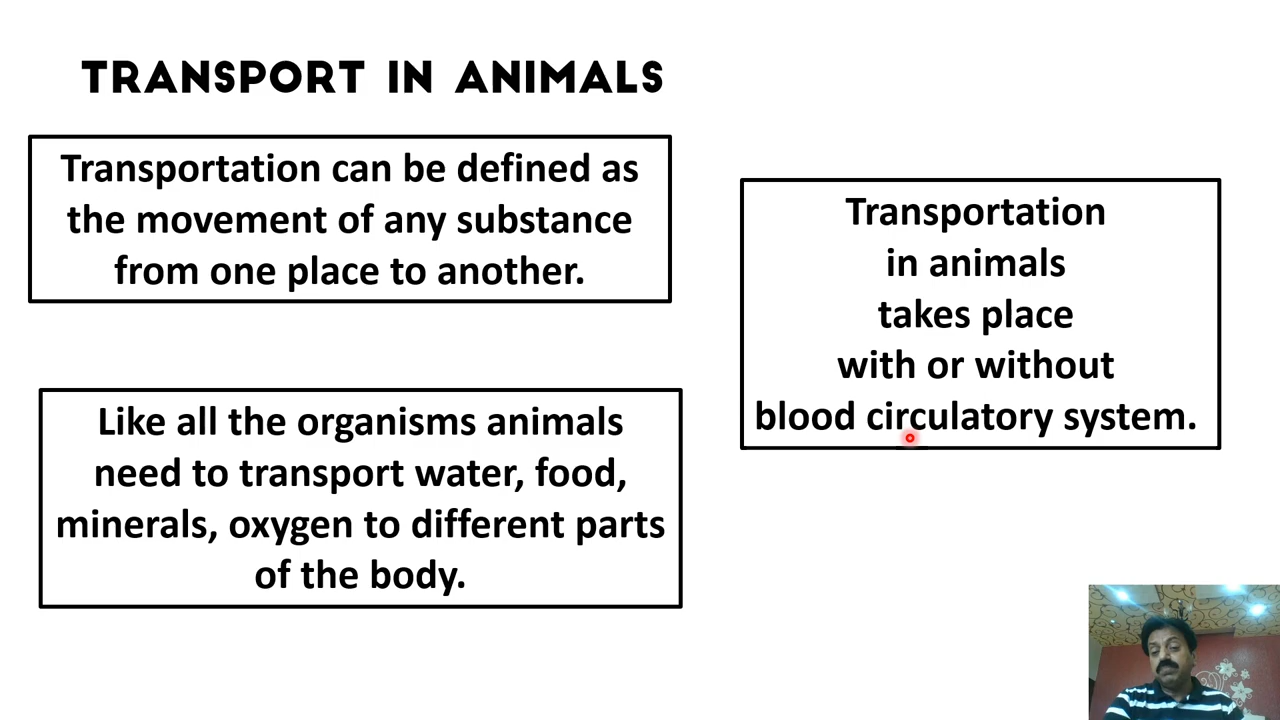 TRANSPORT IN ANIMALS
Transportation can be defined as
the movement of any substance
from one place to another.
Like all the organisms animals
need to transport water, food,
minerals, oxygen to different parts
of the body.
Transportation
in animals
takes place
with or without
blood circulatory system.